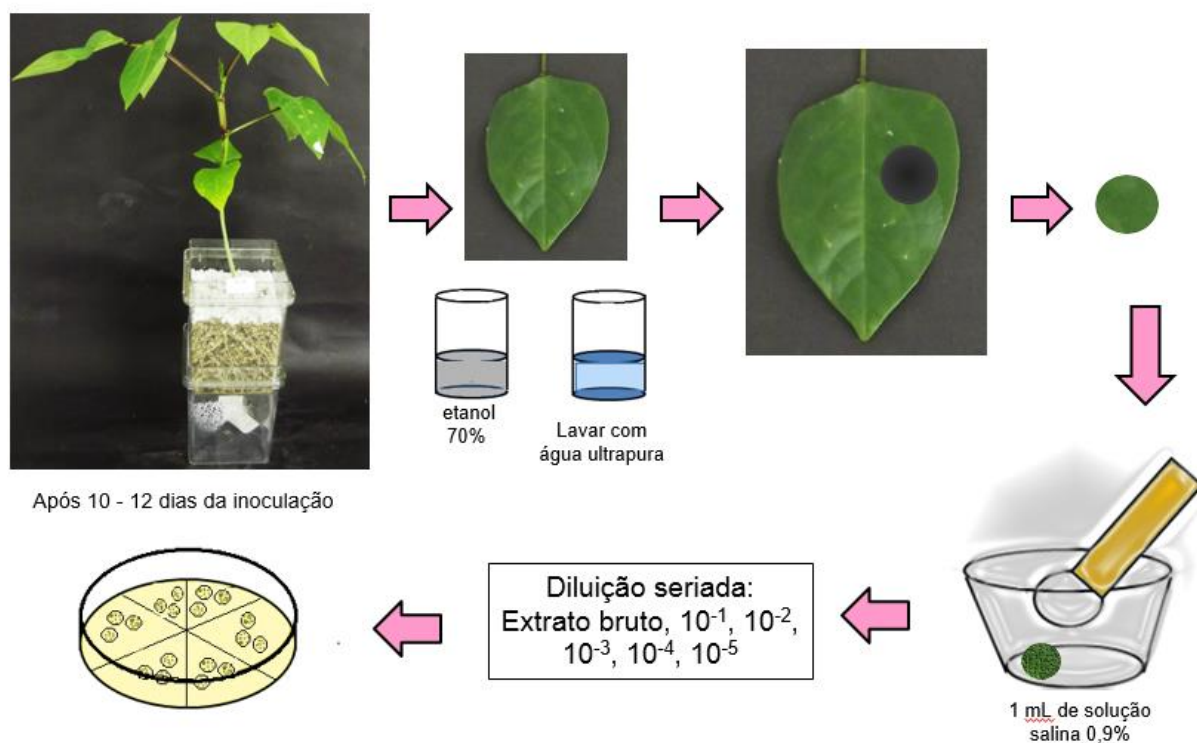 etanol
70%
Lavar com
água ultrapura
Após 10 - 12 dias da inoculação
1 mL de solução
salina 0,9%
Diluição seriada:
Extrato bruto, 10⁻¹, 10⁻²,
10⁻³, 10⁻⁴, 10⁻⁵